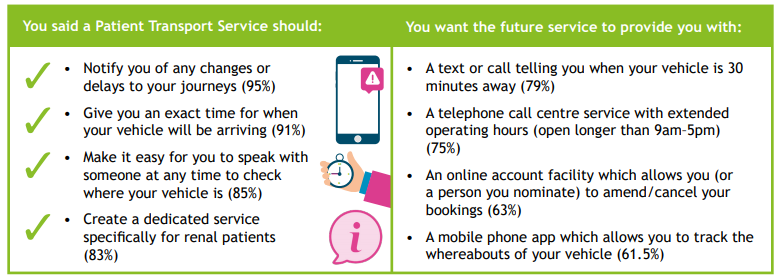 You said a Patient Transport Service should:
• Notify you of any changes or
delays to your journeys (95%)
• Give you an exact time for when
your vehicle will be arriving (91%)
• Make it easy for you to speak with
someone at any time to check
where your vehicle is (85%)
• Create a dedicated service
specifically for renal patients
(83%)
i
You want the future service to provide you with:
• A text or call telling you when your vehicle is 30
minutes away (79%)
• A telephone call centre service with extended
operating hours (open longer than 9am–5pm)
(75%)
• An online account facility which allows you (or
a person you nominate) to amend/cancel your
bookings (63%)
• A mobile phone app which allows you to track the
whereabouts of your vehicle (61.5%)